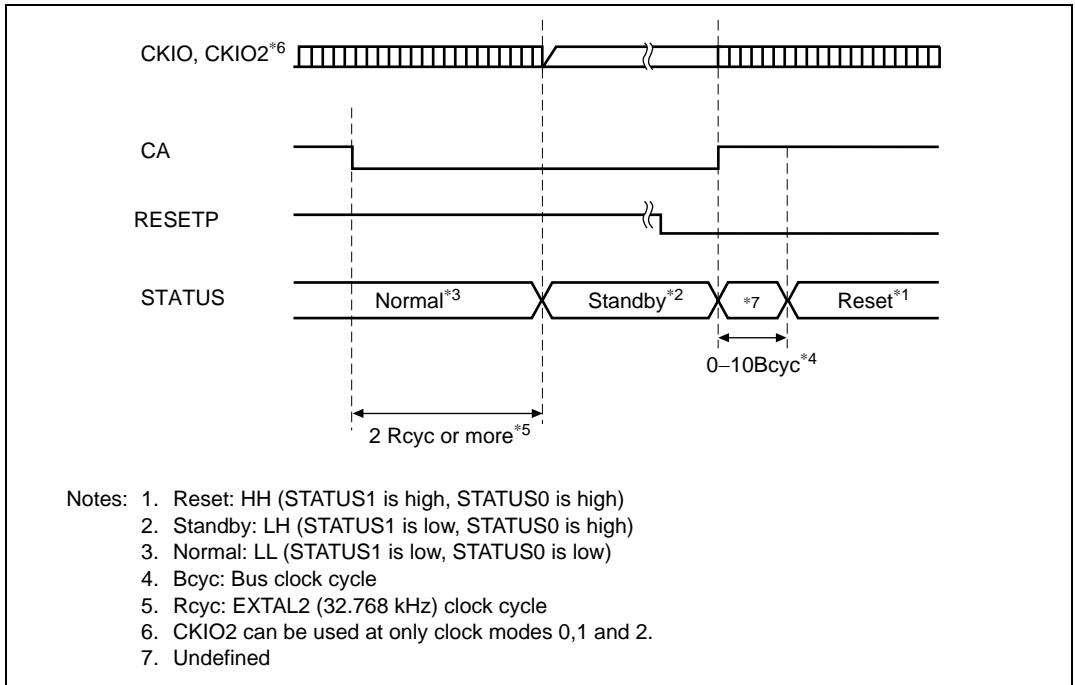 CKIO, CKIO2*6
CA
RESETP
STATUS Normal*3 Standby*2 *7 Reset*1
0–10Bcyc*4
2 Rcyc or more*5
Notes: 1. Reset: HH (STATUS1 is high, STATUS0 is high)
2. Standby: LH (STATUS1 is low, STATUS0 is high)
3. Normal: LL (STATUS1 is low, STATUS0 is low)
4. Bcyc: Bus clock cycle
5. Rcyc: EXTAL2 (32.768 kHz) clock cycle
6. CKIO2 can be used at only clock modes 0,1 and 2.
7. Undefined